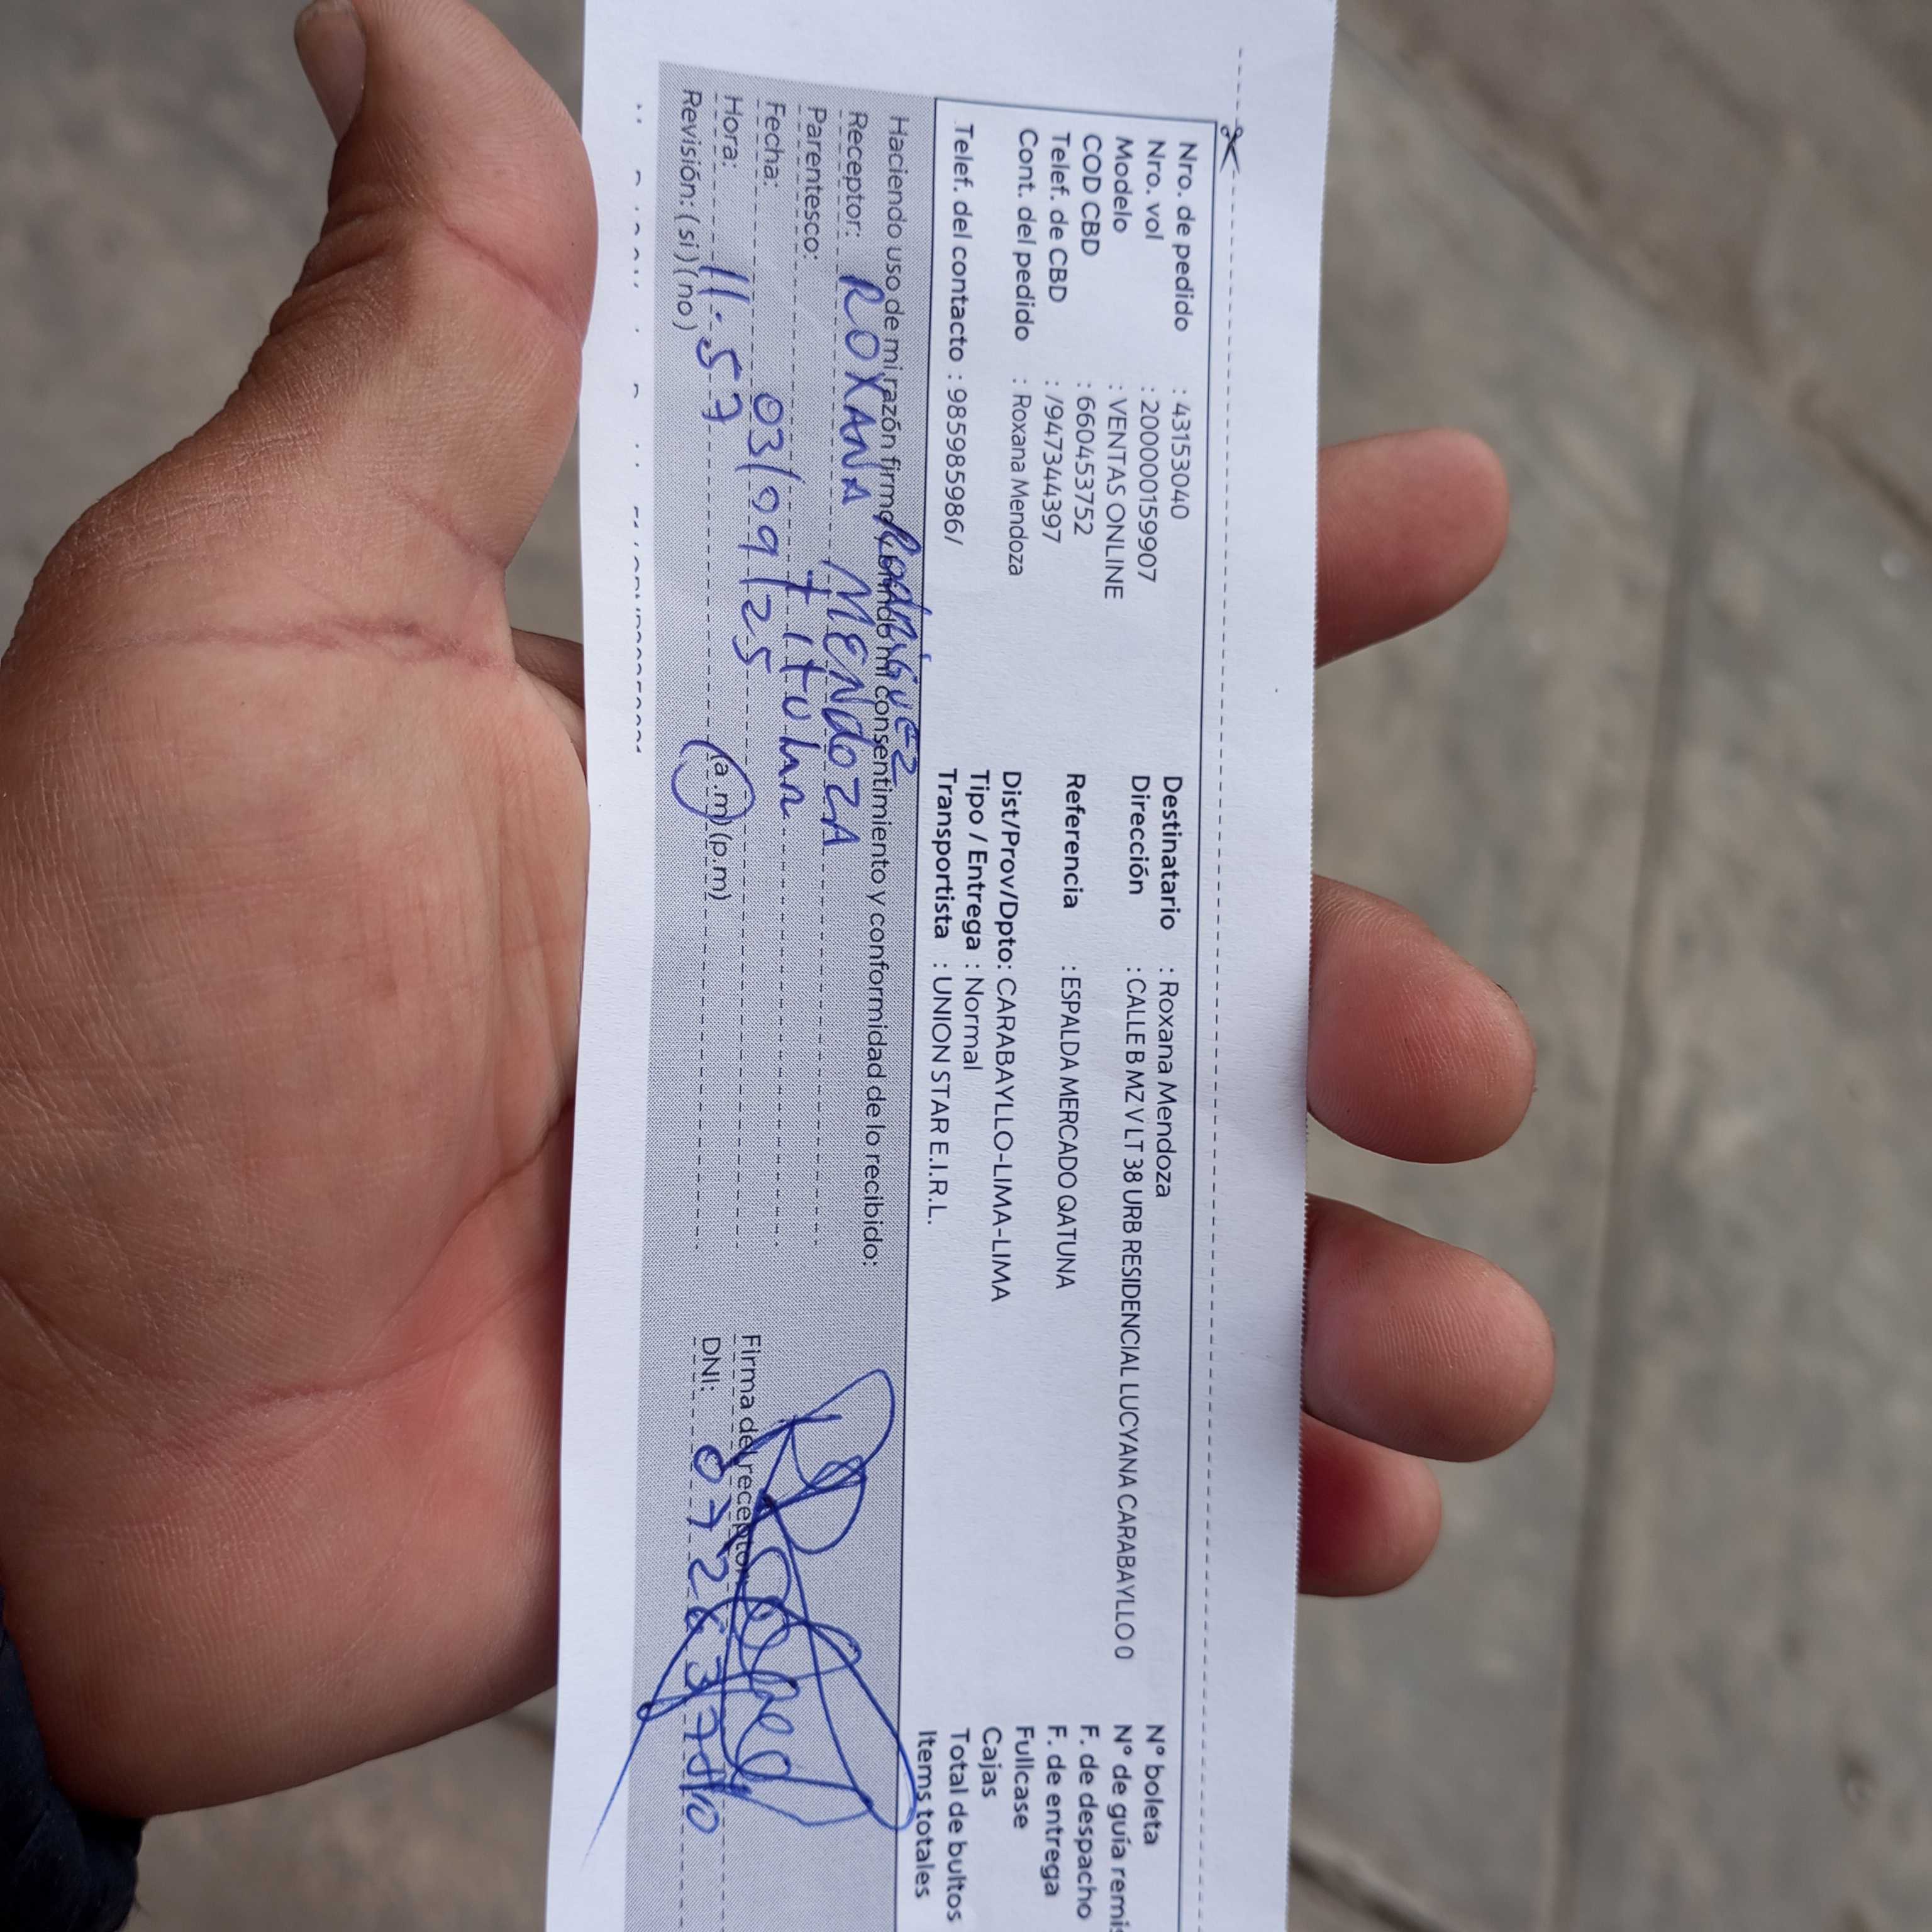 Nro. de pedido : 43153040
Nro. vol : 2000000159907
Modelo : VENTAS ONLINE
COD CBD : 660453752
Telef. de CBD : /947344397
Cont. del pedido : Roxana Mendoza
Telef. del contacto : 985985986/
Destinatario : Roxana Mendoza
Dirección : CALLE B MZ V LT 38 URB RESIDENCIAL LUCYANA CARABAYLLO 0
Referencia : ESPALDA MERCADO QATUNA
Dist/Prov/Dpto: CARABAYLLO-LIMA-LIMA
Tipo / Entrega : Normal
Transportista : UNION STAR E.I.R.L.
N° boleta
N° de guía remis
F. de despacho
F. de entrega
Fullcase
Cajas
Total de bultos
Items totales
Haciendo uso de mi razón firmo dando mi consentimiento y conformidad de lo recibido:
Rodríguez
Receptor: ROXANA MENDOZA
Parentesco: titular
Fecha: 03/09/25
Hora: 11:57 (a.m) (p.m)
Revisión: (si) (no)
Firma del receptor
DNI: